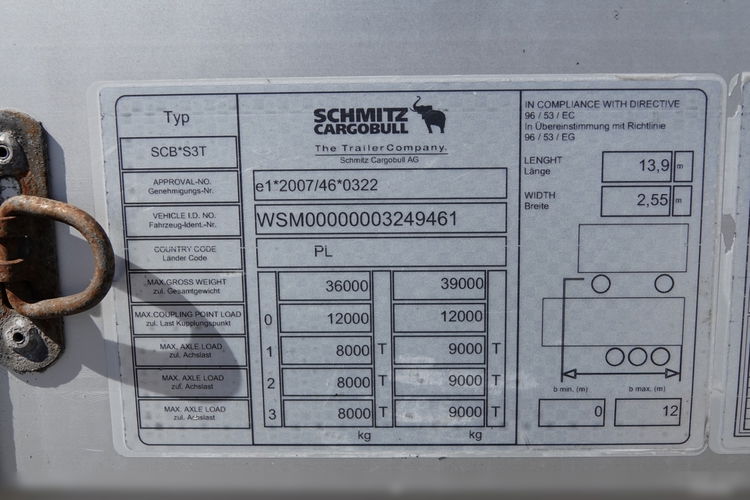 Typ
SCHMITZ
CARGOBULL
The TrailerCompany.
Schmitz Cargobull AG
SCB*S3T
APPROVAL-NO.
Genehmigungs-Nr.
e1*2007/46*0322
VEHICLE I.D. NO.
Fahrzeug-Ident.-Nr.
WSM00000003249461
COUNTRY CODE
Länder Code
PL
MAX.GROSS WEIGHT
zul. Gesamtgewicht
36000 39000
MAX.COUPLING POINT LOAD
zul. Last Kupplungspunkt
0 12000 12000
MAX. AXLE LOAD
zul. Achslast
1 8000 T 9000 T
MAX. AXLE LOAD
zul. Achslast
2 8000 T 9000 T
MAX. AXLE LOAD
zul. Achslast
3 8000 T 9000 T
kg kg
IN COMPLIANCE WITH DIRECTIVE
96 / 53 / EC
In Übereinstimmung mit Richtlinie
96 / 53 / EG
LENGHT
Länge
13,9 m
WIDTH
Breite
2,55 m
b min. (m) b max. (m)
0 12